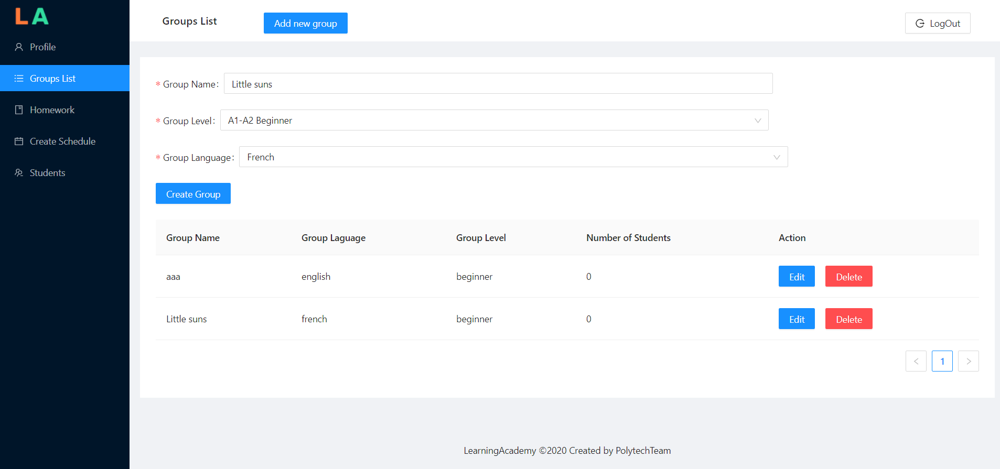 LA
Groups List
Add new group
LogOut
Profile
Groups List
Homework
Create Schedule
Students
* Group Name: Little suns
* Group Level: A1-A2 Beginner
* Group Language: French
Create Group
Group Name Group Laguage Group Level Number of Students Action
aaa english beginner 0 Edit Delete
Little suns french beginner 0 Edit Delete
< 1 >
LearningAcademy ©2020 Created by PolytechTeam